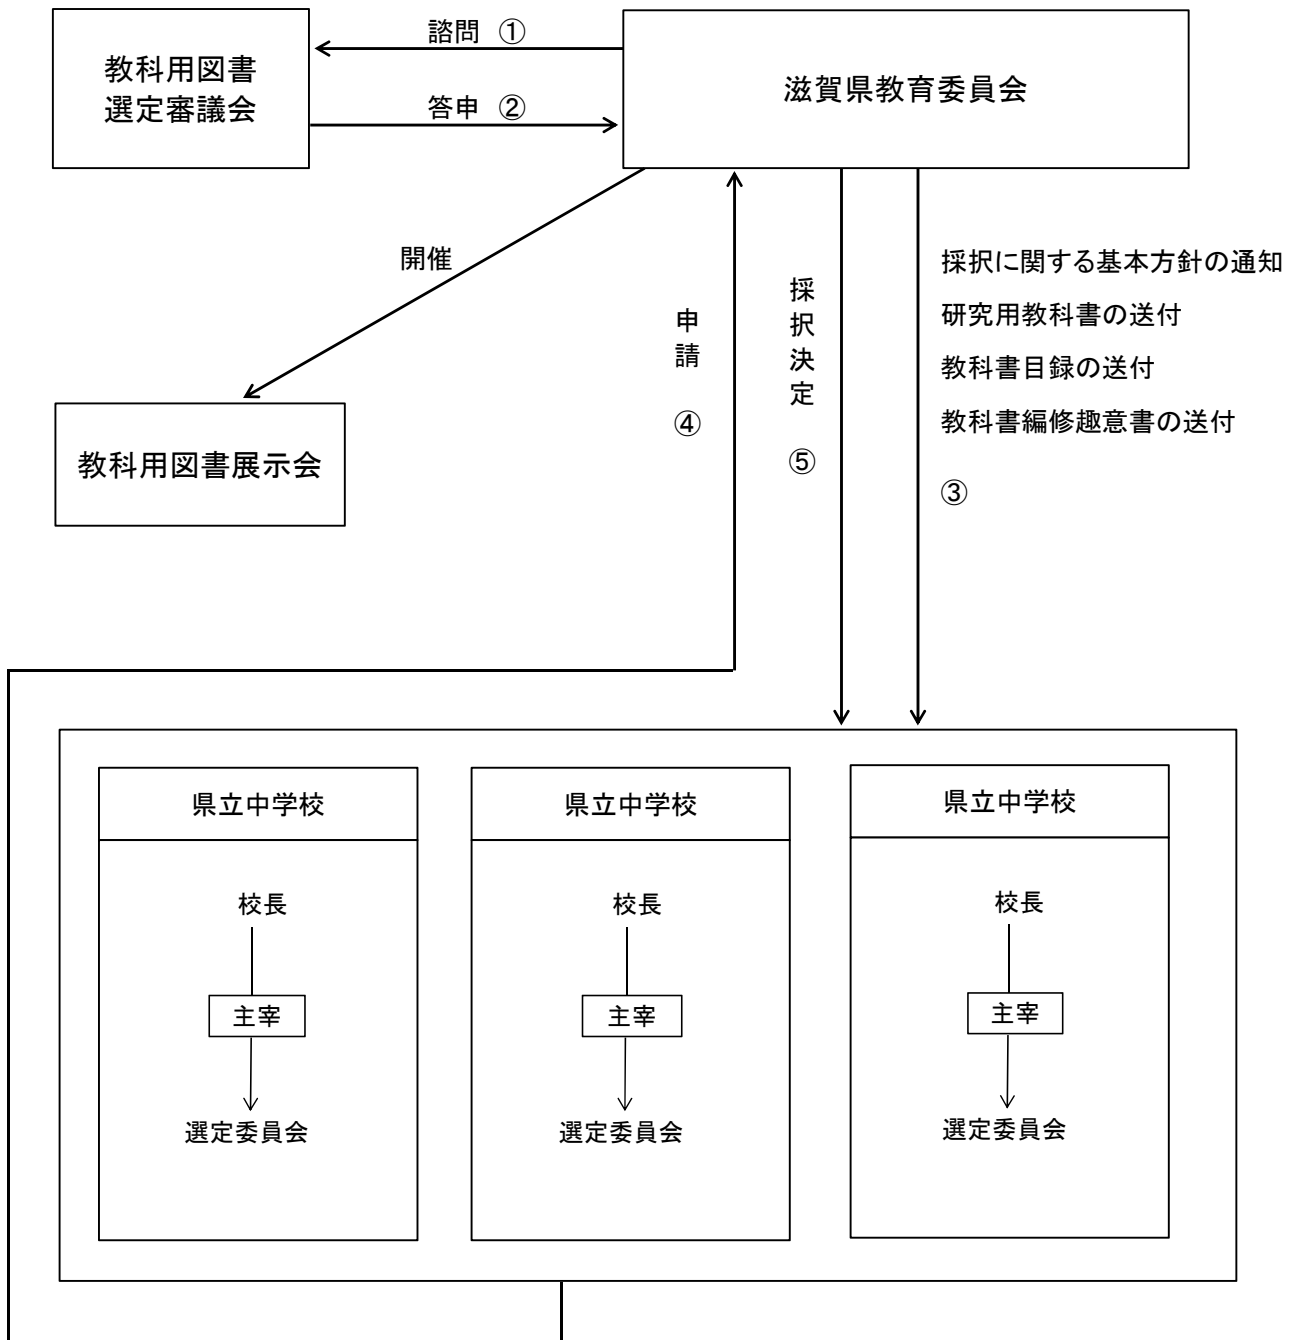 諮問 ①
教科用図書
選定審議会
滋賀県教育委員会
答申 ②
開催
教科用図書展示会
申請 ④
採択決定 ⑤
採択に関する基本方針の通知
研究用教科書の送付
教科書目録の送付
教科書編修趣意書の送付
③
県立中学校
校長
主宰
選定委員会
県立中学校
校長
主宰
選定委員会
県立中学校
校長
主宰
選定委員会